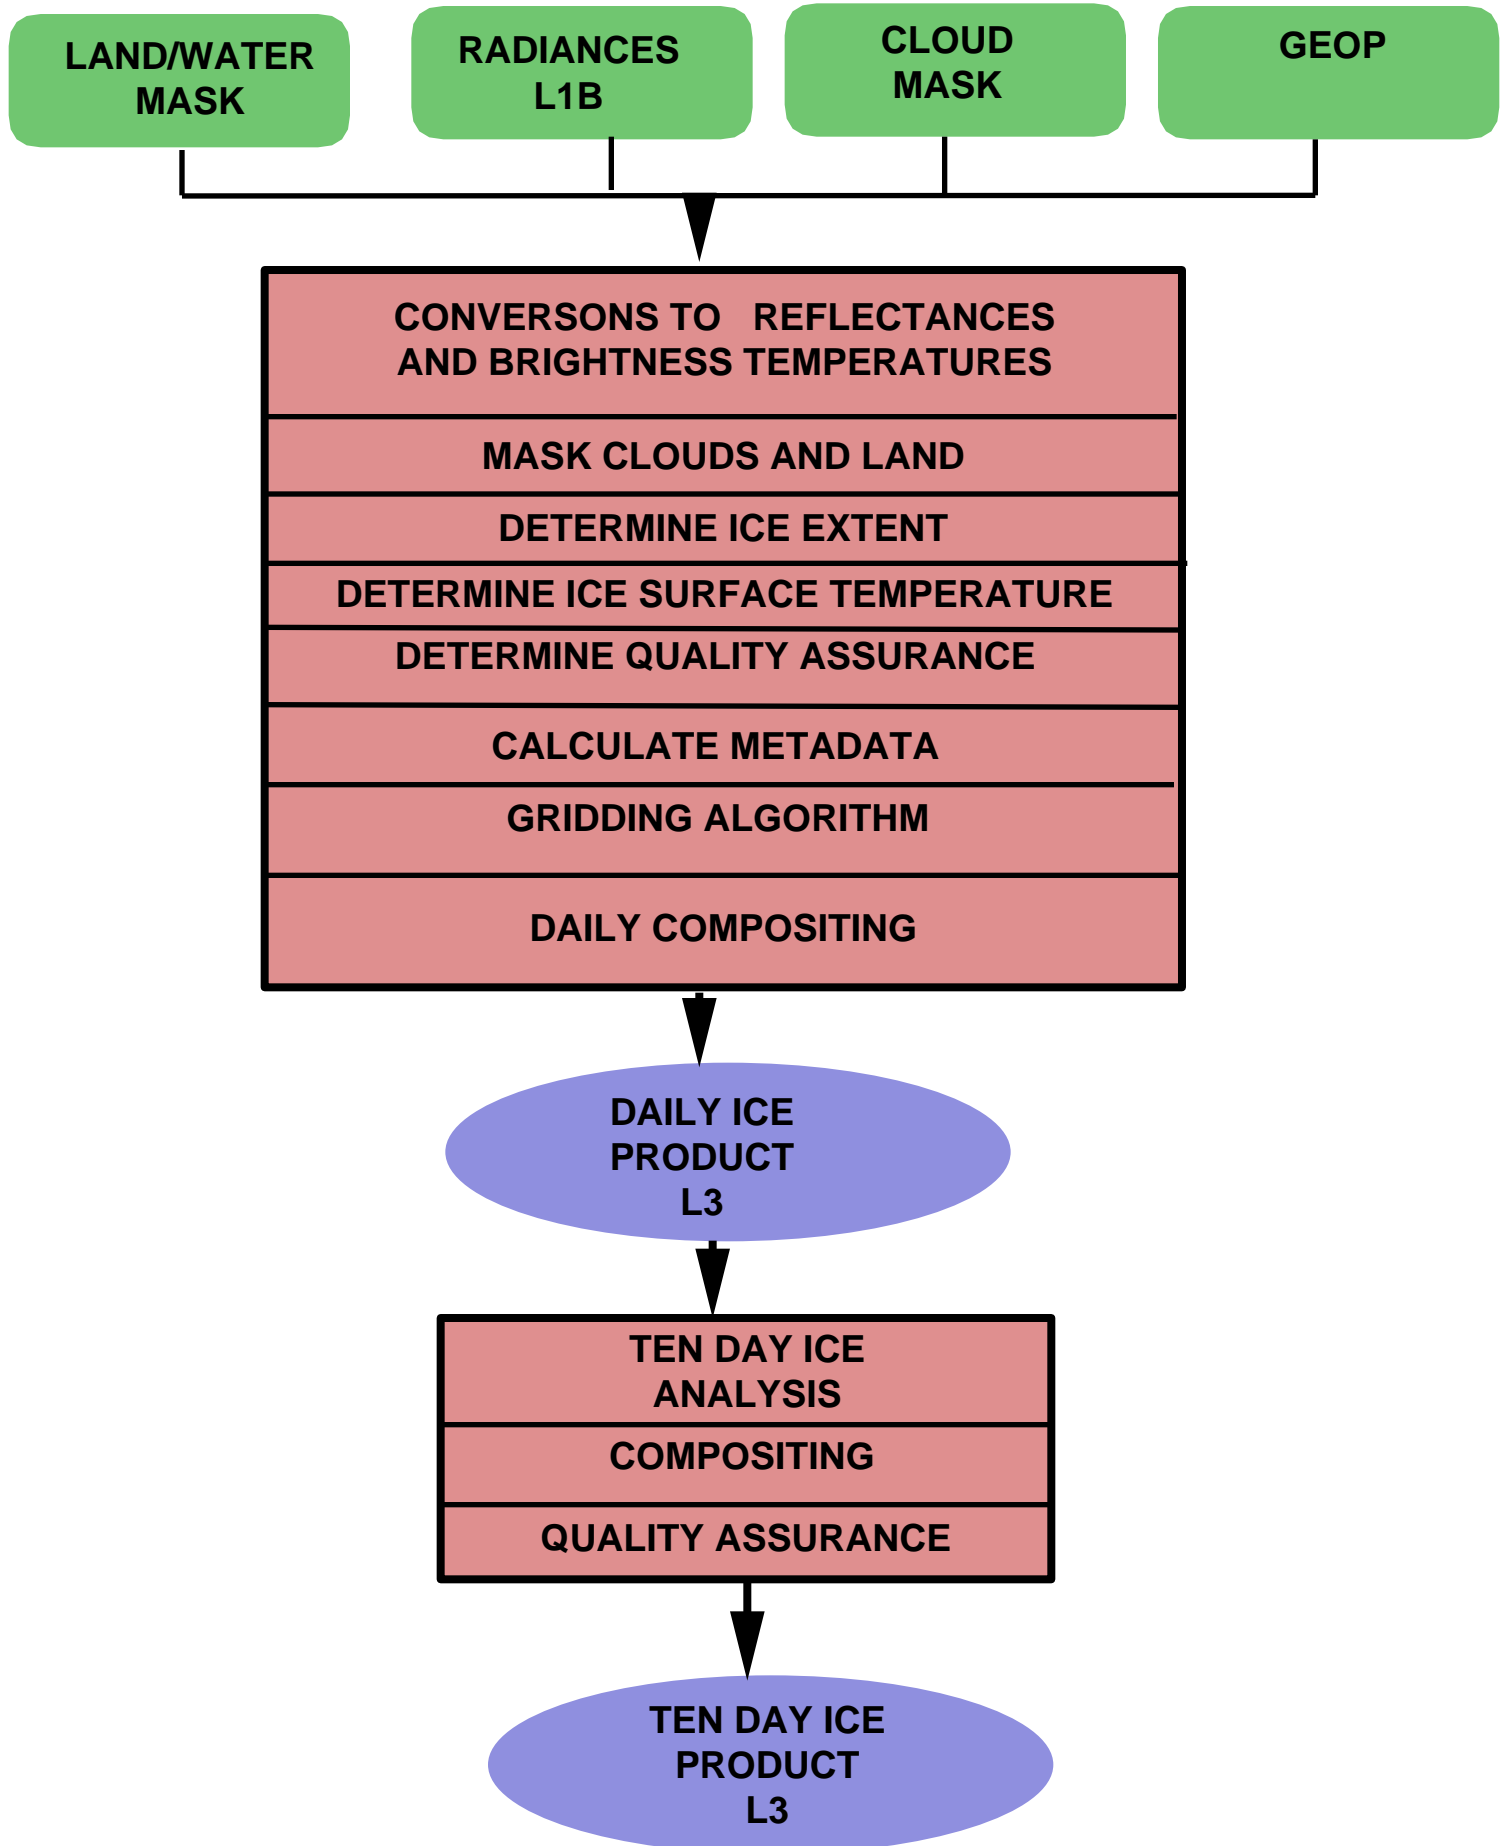 LAND/WATER
MASK
RADIANCES
L1B
CLOUD
MASK
GEOP
CONVERSONS TO REFLECTANCES
AND BRIGHTNESS TEMPERATURES
MASK CLOUDS AND LAND
DETERMINE ICE EXTENT
DETERMINE ICE SURFACE TEMPERATURE
DETERMINE QUALITY ASSURANCE
CALCULATE METADATA
GRIDDING ALGORITHM
DAILY COMPOSITING
DAILY ICE
PRODUCT
L3
TEN DAY ICE
ANALYSIS
COMPOSITING
QUALITY ASSURANCE
TEN DAY ICE
PRODUCT
L3